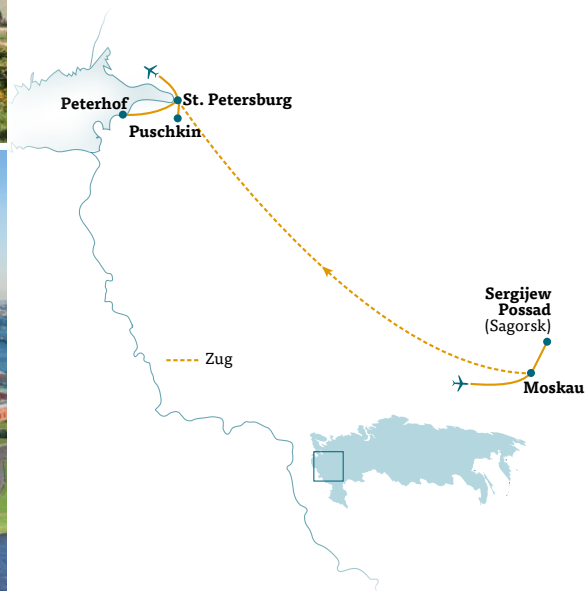 St. Petersburg
Peterhof
Puschkin
Sergijew
Possad
(Sagorsk)
Zug
Moskau